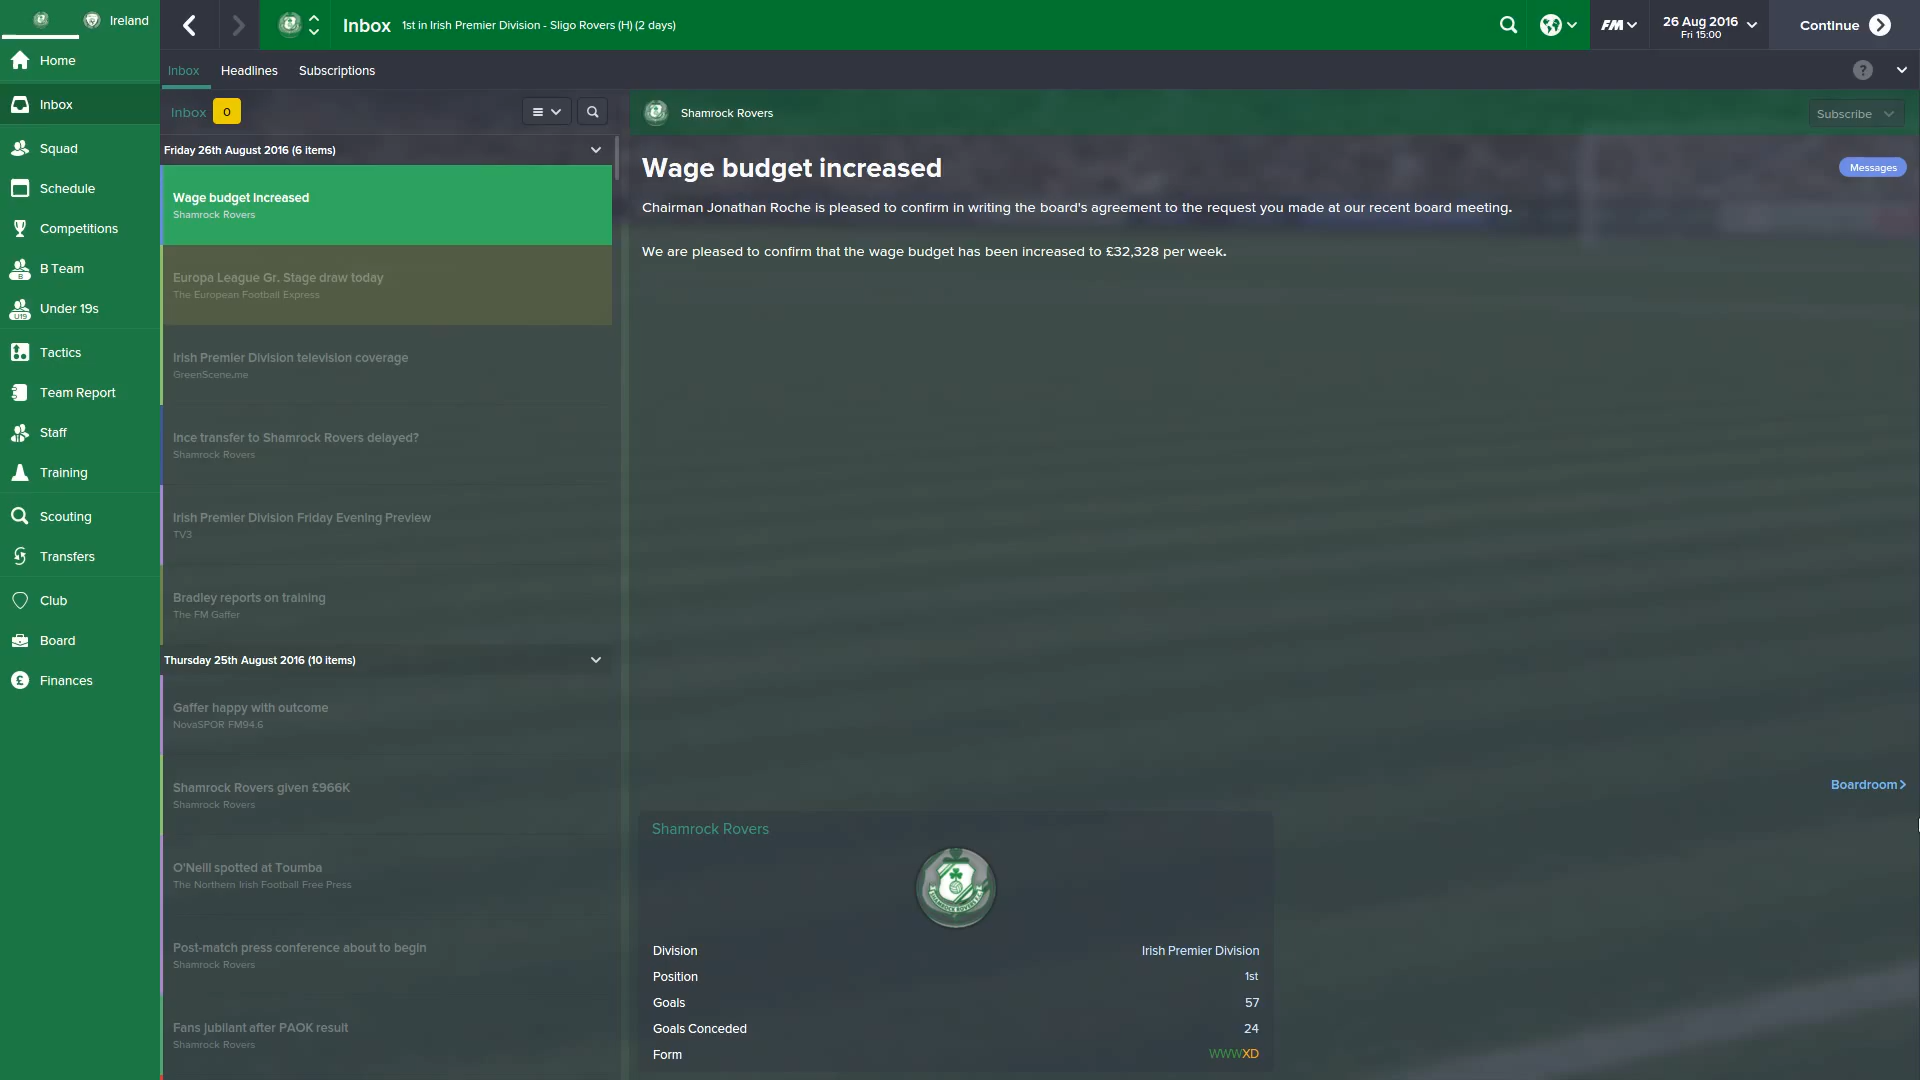 Ireland
Inbox
1st in Irish Premier Division - Sligo Rovers (H) (2 days)
FM
26 Aug 2016
Fri 15:00
Continue
Home
Inbox
Squad
Schedule
Competitions
B
B Team
U19
Under 19s
Tactics
Team Report
Staff
Training
Scouting
Transfers
Club
Board
£
Finances
Inbox
Headlines
Subscriptions
?
Inbox
0
Friday 26th August 2016 (6 items)
Wage budget increased
Shamrock Rovers
Europa League Gr. Stage draw today
The European Football Express
Irish Premier Division television coverage
GreenScene.me
Ince transfer to Shamrock Rovers delayed?
Shamrock Rovers
Irish Premier Division Friday Evening Preview
TV3
Bradley reports on training
The FM Gaffer
Thursday 25th August 2016 (10 items)
Gaffer happy with outcome
NovaSPOR FM94.6
Shamrock Rovers given £966K
Shamrock Rovers
O'Neill spotted at Toumba
The Northern Irish Football Free Press
Post-match press conference about to begin
Shamrock Rovers
Fans jubilant after PAOK result
Shamrock Rovers
Shamrock Rovers
Subscribe
Wage budget increased
Messages
Chairman Jonathan Roche is pleased to confirm in writing the board's agreement to the request you made at our recent board meeting.
We are pleased to confirm that the wage budget has been increased to £32,328 per week.
Boardroom
Shamrock Rovers
SHAMROCK ROVERS F.C.
Division Irish Premier Division
Position 1st
Goals 57
Goals Conceded 24
Form WWWXD